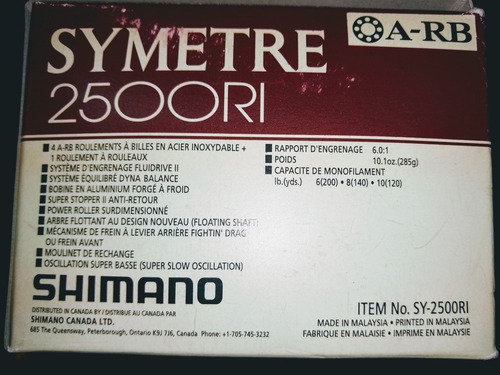 SYMETRE
A-RB
2500RI
4 A-RB ROULEMENTS À BILLES EN ACIER INOXYDABLE +
1 ROULEMENT À ROULEAUX
SYSTÈME D'ENGRENAGE FLUIDRIVE II
SYSTÈME ÉQUILIBRÉ DYNA BALANCE
BOBINE EN ALUMINIUM FORGÉ À FROID
SUPER STOPPER II ANTI-RETOUR
POWER ROLLER SURDIMENSIONNÉ
ARBRE FLOTTANT AU DESIGN NOUVEAU (FLOATING SHAFT)
MÉCANISME DE FREIN À LEVIER ARRIÈRE FIGHTIN' DRAG
OU FREIN AVANT
MOULINET DE RECHANGE
OSCILLATION SUPER BASSE (SUPER SLOW OSCILLATION)
RAPPORT D'ENGRENAGE 6.0:1
POIDS 10.1oz.(285g)
CAPACITE DE MONOFILAMENT
lb.(yds.) 6(200) • 8(140) • 10(120)
SHIMANO
DISTRIBUTED IN CANADA BY / DISTRIBUE AU CANADA PAR
SHIMANO CANADA LTD.
685 The Queensway, Peterborough, Ontario K9J 7J6, Canada Phone: +1-705-745-3232
ITEM No. SY-2500RI
MADE IN MALAYSIA • PRINTED IN MALAYSIA
FABRIQUE EN MALAISIE • IMPRIME EN MALAISIE